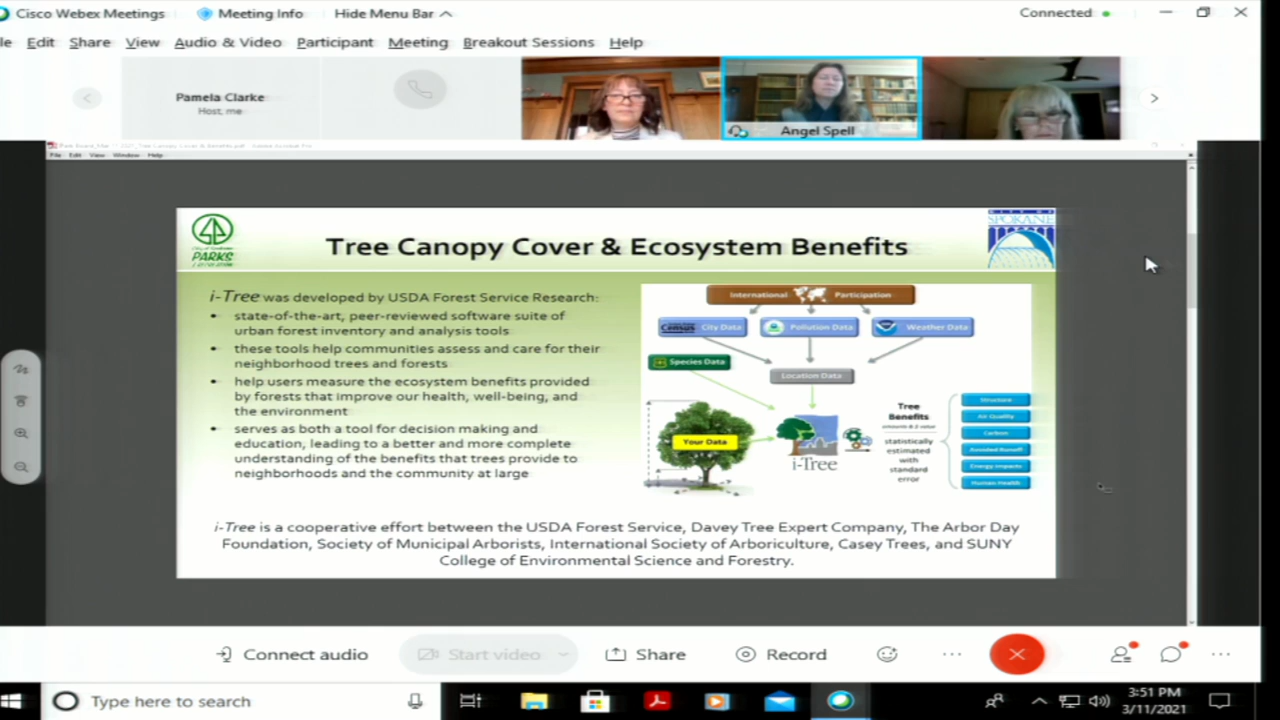 Cisco Webex Meetings
Meeting Info
Hide Menu Bar
Connected
le Edit Share View Audio & Video Participant Meeting Breakout Sessions Help
Pamela Clarke
Host, me
Angel Spell
File Edit View Window Help
PARKS
SPOKANE
Tree Canopy Cover & Ecosystem Benefits
i-Tree was developed by USDA Forest Service Research:
• state-of-the-art, peer-reviewed software suite of
urban forest inventory and analysis tools
• these tools help communities assess and care for their
neighborhood trees and forests
• help users measure the ecosystem benefits provided
by forests that improve our health, well-being, and
the environment
• serves as both a tool for decision making and
education, leading to a better and more complete
understanding of the benefits that trees provide to
neighborhoods and the community at large
International Participation
Census City Data
Pollution Data
Weather Data
Species Data
Location Data
Your Data
i-Tree
Tree
Benefits
amounts & $ value
statistically
estimated
with
standard
error
Structure
Air Quality
Carbon
Avoided Runoff
Energy Impacts
Human Health
i-Tree is a cooperative effort between the USDA Forest Service, Davey Tree Expert Company, The Arbor Day
Foundation, Society of Municipal Arborists, International Society of Arboriculture, Casey Trees, and SUNY
College of Environmental Science and Forestry.
Connect audio
Start video
Share
Record
Type here to search
3:51 PM
3/11/2021